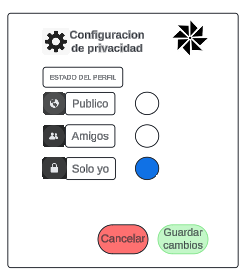 Configuracion
de privacidad
ESTADO DEL PERFIL
Publico
Amigos
Solo yo
Cancelar
Guardar
cambios